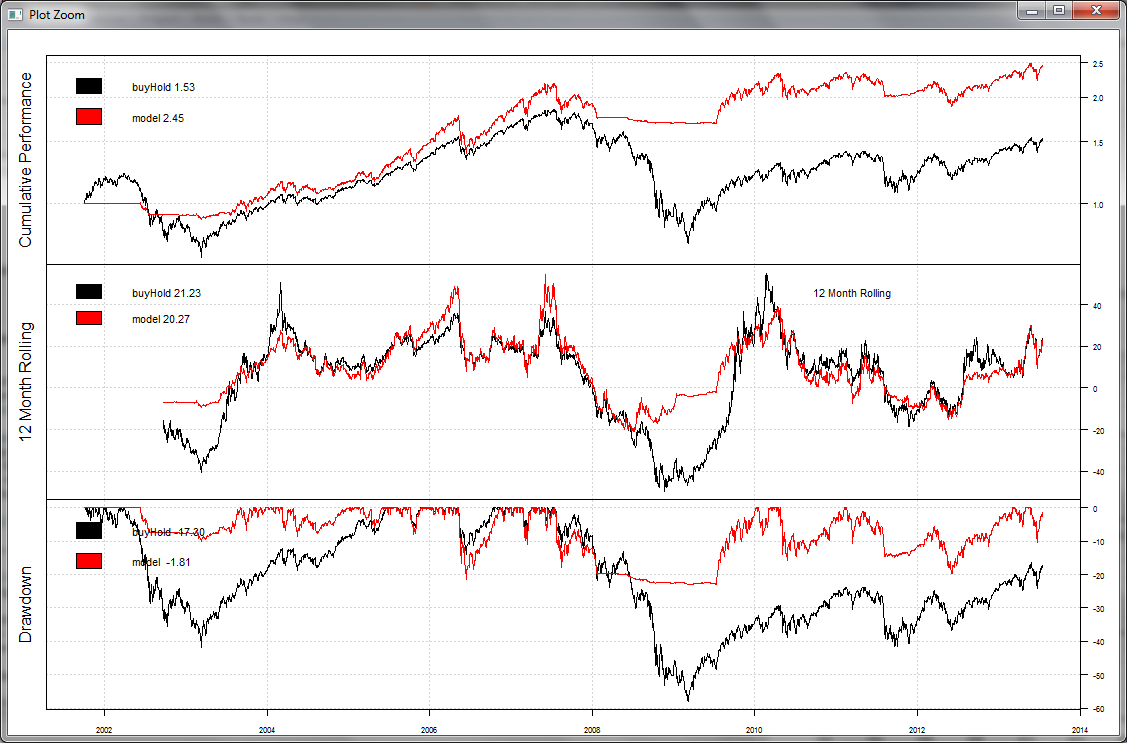 Plot Zoom
Cumulative Performance
buyHold 1.53
model 2.45
2.5
2.0
1.5
1.0
12 Month Rolling
buyHold 21.23
model 20.27
12 Month Rolling
40
20
0
-20
-40
Drawdown
buyHold -17.30
model -1.81
0
-10
-20
-30
-40
-50
-60
2002 2004 2006 2008 2010 2012 2014